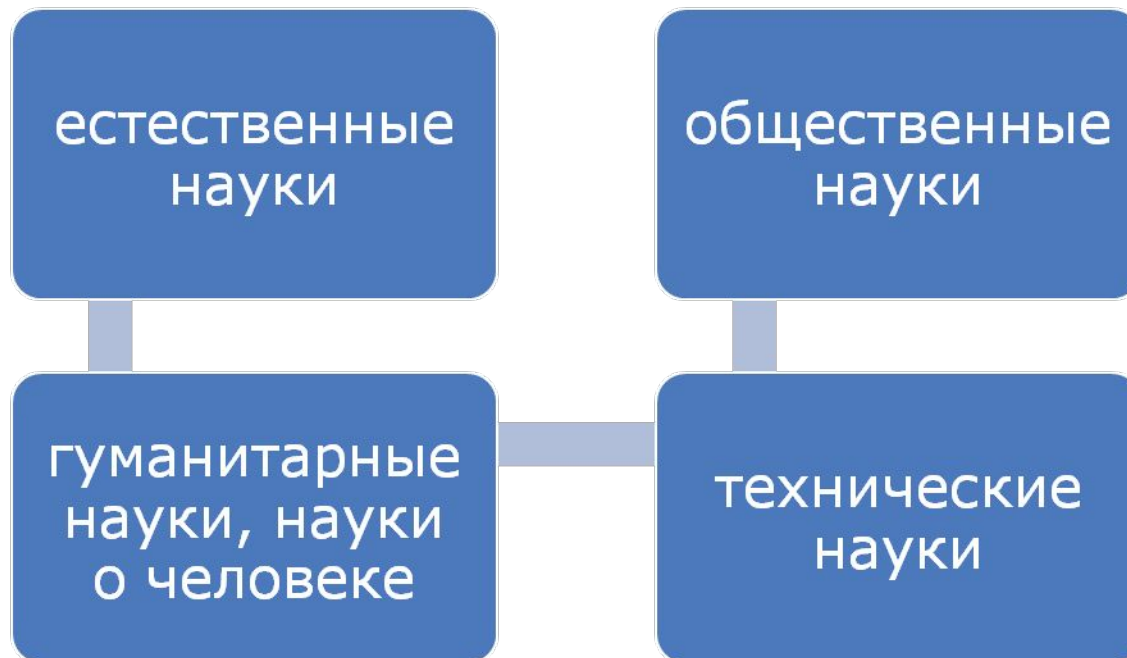 естественные
науки
общественные
науки
гуманитарные
науки, науки
о человеке
технические
науки